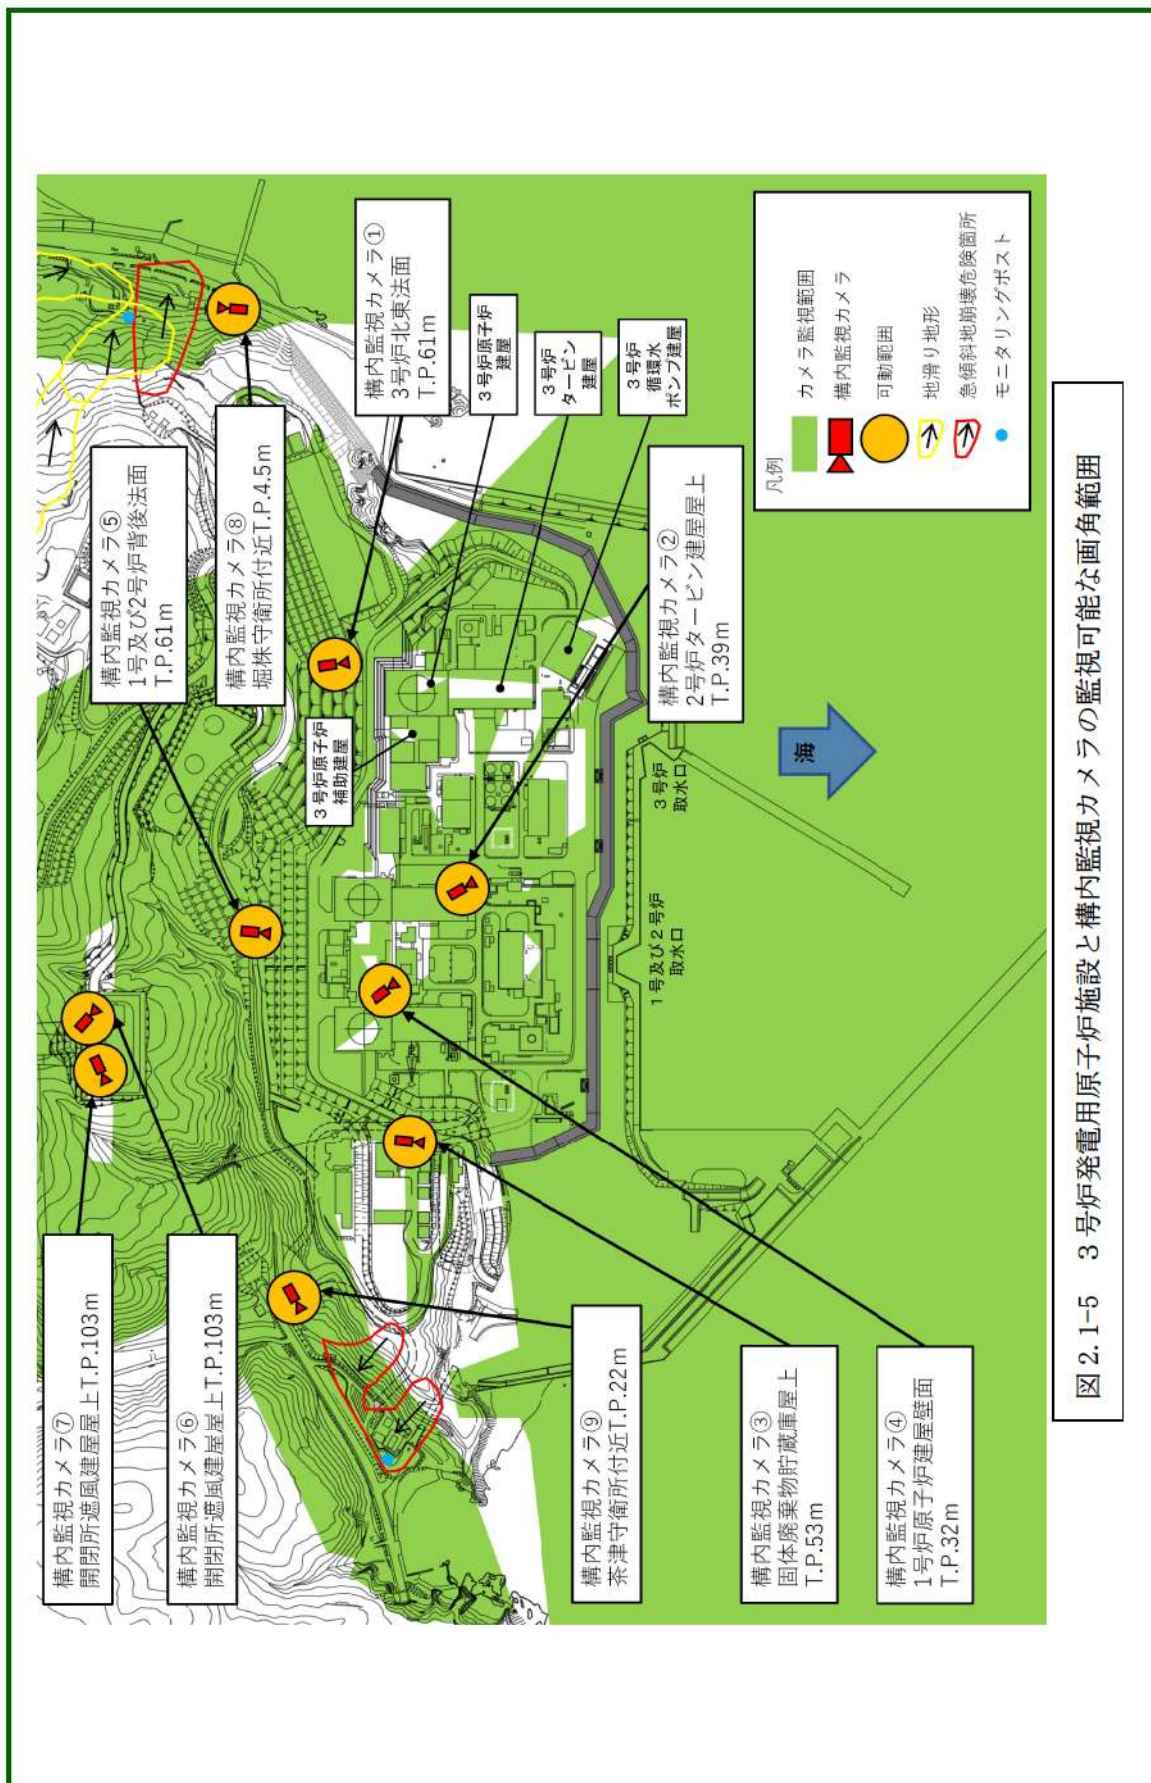 構内監視カメラ⑦
開閉所遮風建屋屋上T.P.103m
構内監視カメラ⑥
開閉所遮風建屋屋上T.P.103m
構内監視カメラ⑤
1号及び2号炉背後法面
T.P.61m
構内監視カメラ⑧
堀株守衛所付近T.P.4.5m
構内監視カメラ①
3号炉北東法面
T.P.61m
3号炉原子炉
補助建屋
3号炉原子炉
建屋
3号炉
タービン
建屋
3号炉
循環水
ポンプ建屋
構内監視カメラ⑨
茶津守衛所付近T.P.22m
構内監視カメラ③
固体廃棄物貯蔵庫屋上
T.P.53m
構内監視カメラ④
1号炉原子炉建屋壁面
T.P.32m
構内監視カメラ②
2号炉タービン建屋屋上
T.P.39m
1号及び2号炉
取水口
3号炉
取水口
海
凡例
カメラ監視範囲
構内監視カメラ
可動範囲
地滑り地形
急傾斜地崩壊危険箇所
モニタリングポスト
図2.1-5 3号炉発電用原子炉施設と構内監視カメラの監視可能な画角範囲